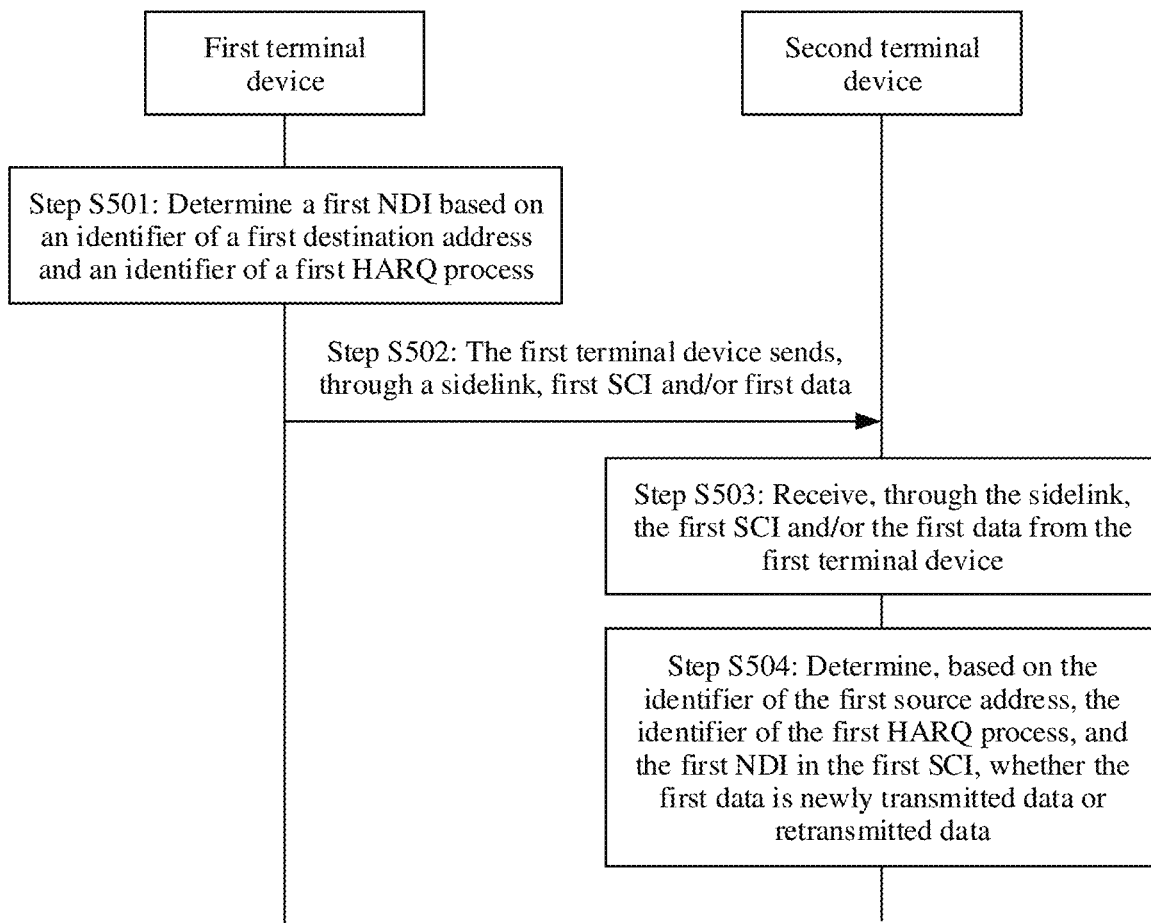 First terminal
device
Second terminal
device
Step S501: Determine a first NDI based on
an identifier of a first destination address
and an identifier of a first HARQ process
Step S502: The first terminal device sends,
through a sidelink, first SCI and/or first data
Step S503: Receive, through the sidelink,
the first SCI and/or the first data from the
first terminal device
Step S504: Determine, based on the
identifier of the first source address, the
identifier of the first HARQ process, and
the first NDI in the first SCI, whether the
first data is newly transmitted data or
retransmitted data